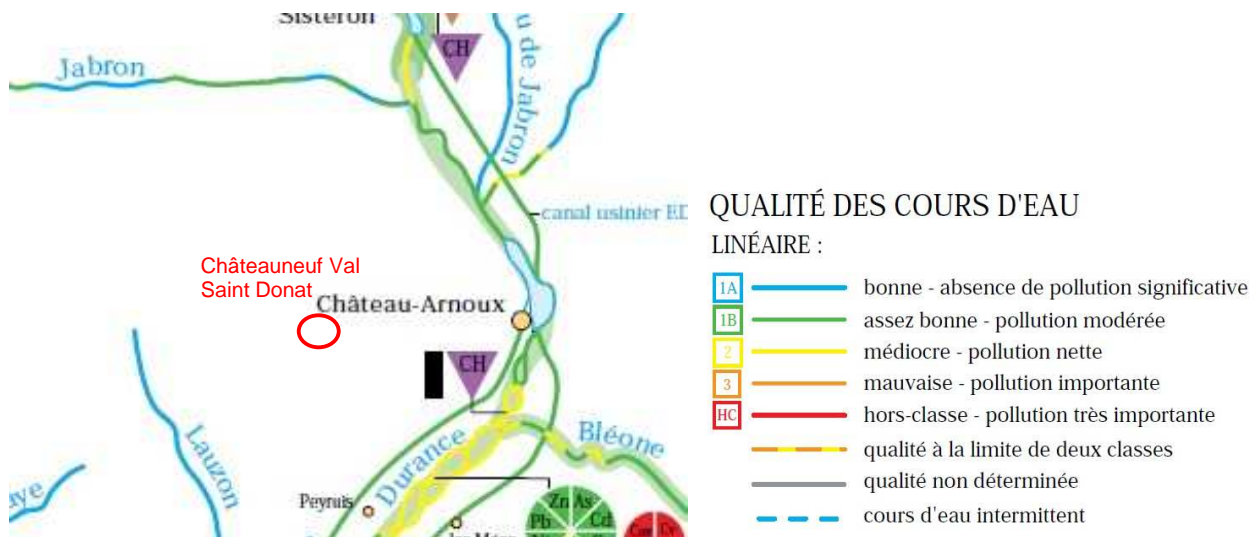 Sisteron
CH
Jabron
u de Jabron
canal usinier ED
Châteauneuf Val
Saint Donat
Château-Arnoux
CH
Lauzon
Durance
Bléone
Peyruis
Zn
As
Pb
Cd
QUALITÉ DES COURS D'EAU
LINÉAIRE :
1A bonne - absence de pollution significative
1B assez bonne - pollution modérée
2 médiocre - pollution nette
3 mauvaise - pollution importante
HC hors-classe - pollution très importante
qualité à la limite de deux classes
qualité non déterminée
cours d'eau intermittent